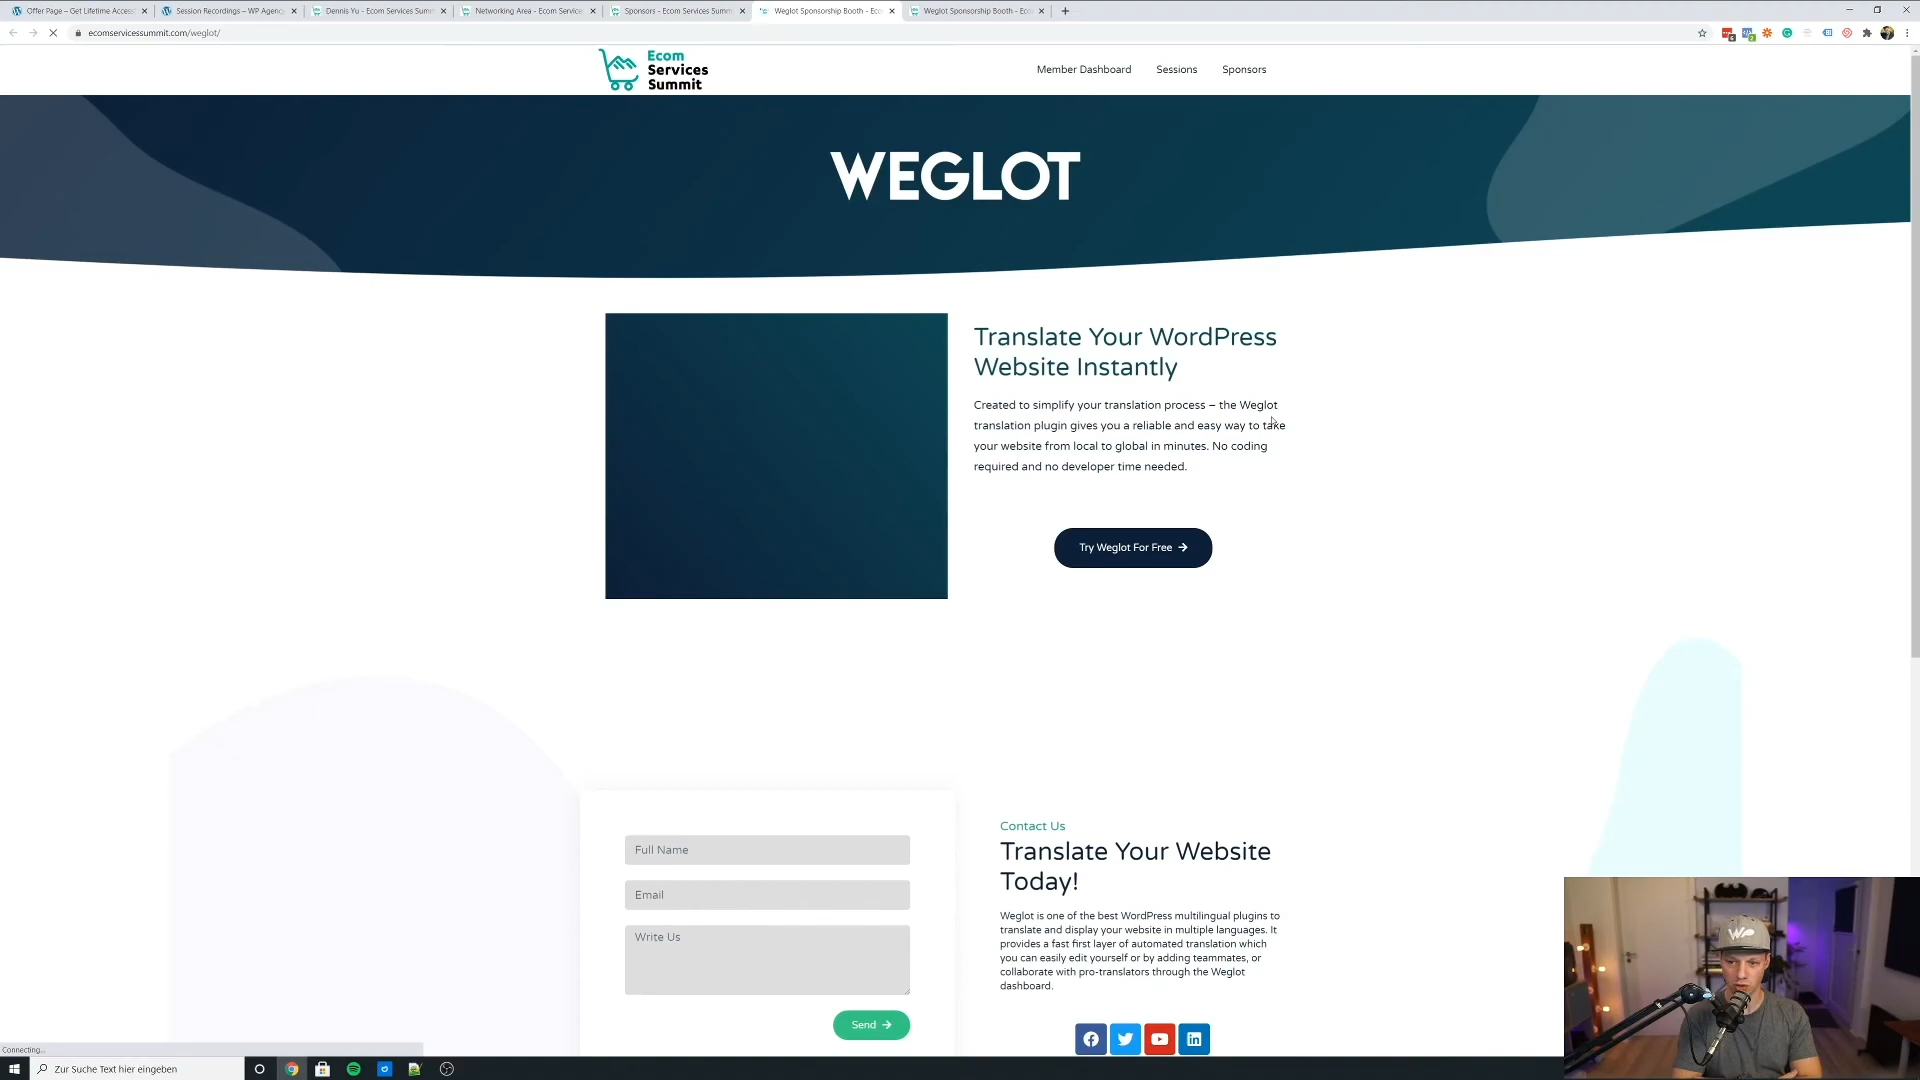 Offer Page – Get Lifetime Access
Session Recordings – WP Agenc
Dennis Yu - Ecom Services Summ
Networking Area - Ecom Service
Sponsors - Ecom Services Summ
Weglot Sponsorship Booth - Eco
Weglot Sponsorship Booth - Eco
ecomservicessummit.com/weglot/
Ecom
Services
Summit
Member Dashboard
Sessions
Sponsors
WEGLOT
Translate Your WordPress
Website Instantly
Created to simplify your translation process – the Weglot
translation plugin gives you a reliable and easy way to take
your website from local to global in minutes. No coding
required and no developer time needed.
Try Weglot For Free
Full Name
Email
Write Us
Send
Contact Us
Translate Your Website
Today!
Weglot is one of the best WordPress multilingual plugins to
translate and display your website in multiple languages. It
provides a fast first layer of automated translation which
you can easily edit yourself or by adding teammates, or
collaborate with pro-translators through the Weglot
dashboard.
Connecting...
Zur Suche Text hier eingeben